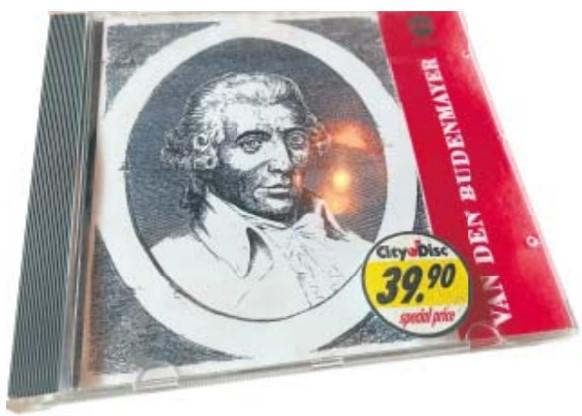 VAN DEN BUDENMAYER
City Disc
39.90
special price